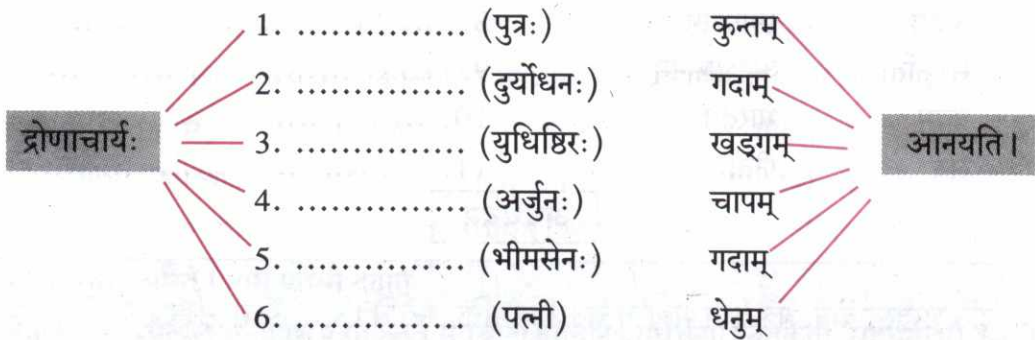 1. ............... (पुत्रः) कुन्तम्
2. ............... (दुर्योधनः) गदाम्
द्रोणाचार्यः 3. ............... (युधिष्ठिरः) खड्गम् आनयति।
4. ............... (अर्जुनः) चापम्
5. ............... (भीमसेनः) गदाम्
6. ............... (पत्नी) धेनुम्